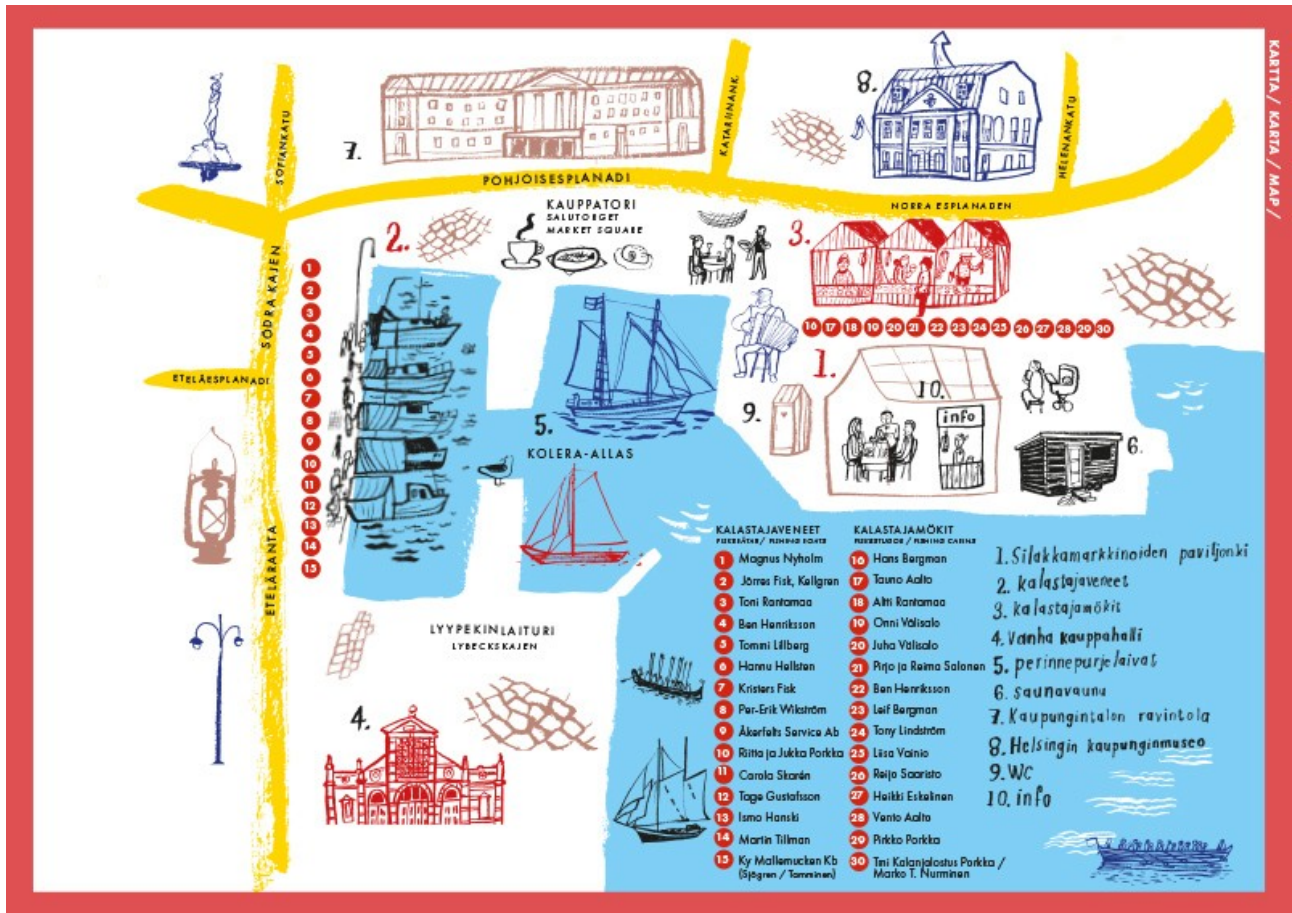 KARTTA / KARTA / MAP /
SOFIANKATU
7.
KATARIINANK.
8.
HELENANKATU
POHJOISESPLANADI
NORRA ESPLANADEN
KAUPPATORI
SALUTORGET
MARKET SQUARE
2.
3.
SÖDRA KAJEN
1
2
3
4
5
6
7
8
9
10
11
12
13
14
15
16 17 18 19 20 21 22 23 24 25 26 27 28 29 30
ETELÄESPLANADI
1.
10.
info
9.
6.
5.
KOLERA-ALLAS
ETELÄRANTA
LYYPEKINLAITURI
LYBECKSKAJEN
4.
KALASTAJAVENEET
FISKEBÅTAR / FISHING BOATS
1 Magnus Nyholm
2 Jörres Fisk, Kellgren
3 Toni Rantamaa
4 Ben Henriksson
5 Tommi Lillberg
6 Hannu Hellsten
7 Kristers Fisk
8 Per-Erik Wikström
9 Åkerfelts Service Ab
10 Riitta ja Jukka Porkka
11 Carola Skarén
12 Tage Gustafsson
13 Ismo Hanski
14 Martin Tillman
15 Ky Mallemucken Kb
(Sjögren / Tamminen)
KALASTAJAMÖKIT
FISKESTUGOR / FISHING CABINS
16 Hans Bergman
17 Tauno Aalto
18 Altti Rantamaa
19 Onni Välisalo
20 Juha Välisalo
21 Pirjo ja Reima Salonen
22 Ben Henriksson
23 Leif Bergman
24 Tony Lindström
25 Liisa Vainio
26 Reijo Saaristo
27 Heikki Eskelinen
28 Vento Aalto
29 Pirkko Porkka
30 Tmi Kalanjalostus Porkka /
Marko T. Nurminen
1. Silakkamarkkinoiden paviljonki
2. kalastajaveneet
3. kalastajamökit
4. Vanha kauppahalli
5. perinnepurjelaivat
6. saunavaunu
7. Kaupungintalon ravintola
8. Helsingin kaupunginmuseo
9. WC
10. info